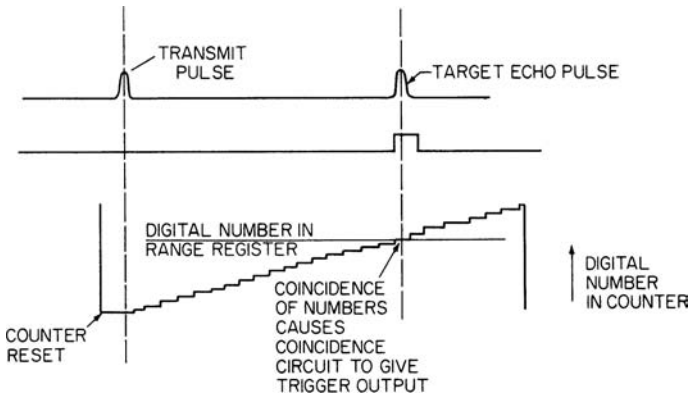 TRANSMIT
PULSE
TARGET ECHO PULSE
DIGITAL NUMBER IN
RANGE REGISTER
COUNTER
RESET
COINCIDENCE
OF NUMBERS
CAUSES
COINCIDENCE
CIRCUIT TO GIVE
TRIGGER OUTPUT
DIGITAL
NUMBER
IN COUNTER